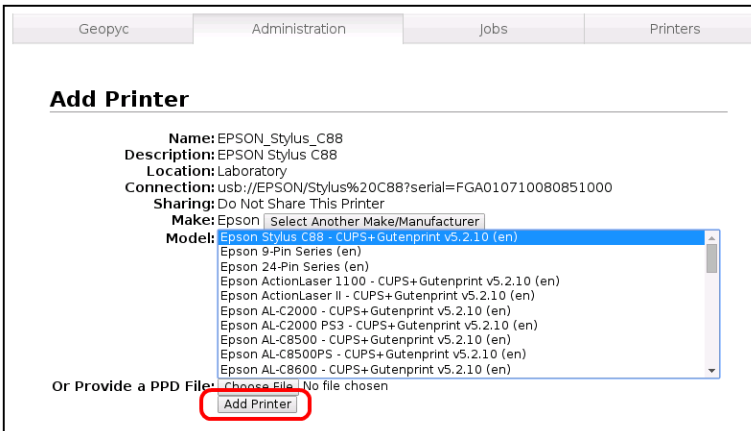 Geopyc Administration Jobs Printers
Add Printer
Name: EPSON_Stylus_C88
Description: EPSON Stylus C88
Location: Laboratory
Connection: usb://EPSON/Stylus%20C88?serial=FGA010710080851000
Sharing: Do Not Share This Printer
Make: Epson Select Another Make/Manufacturer
Model: Epson Stylus C88 - CUPS+Gutenprint v5.2.10 (en)
Epson 9-Pin Series (en)
Epson 24-Pin Series (en)
Epson ActionLaser 1100 - CUPS+Gutenprint v5.2.10 (en)
Epson ActionLaser II - CUPS+Gutenprint v5.2.10 (en)
Epson AL-C2000 - CUPS+Gutenprint v5.2.10 (en)
Epson AL-C2000 PS3 - CUPS+Gutenprint v5.2.10 (en)
Epson AL-C8500 - CUPS+Gutenprint v5.2.10 (en)
Epson AL-C8500PS - CUPS+Gutenprint v5.2.10 (en)
Epson AL-C8600 - CUPS+Gutenprint v5.2.10 (en)
Or Provide a PPD File: Choose File No file chosen
Add Printer